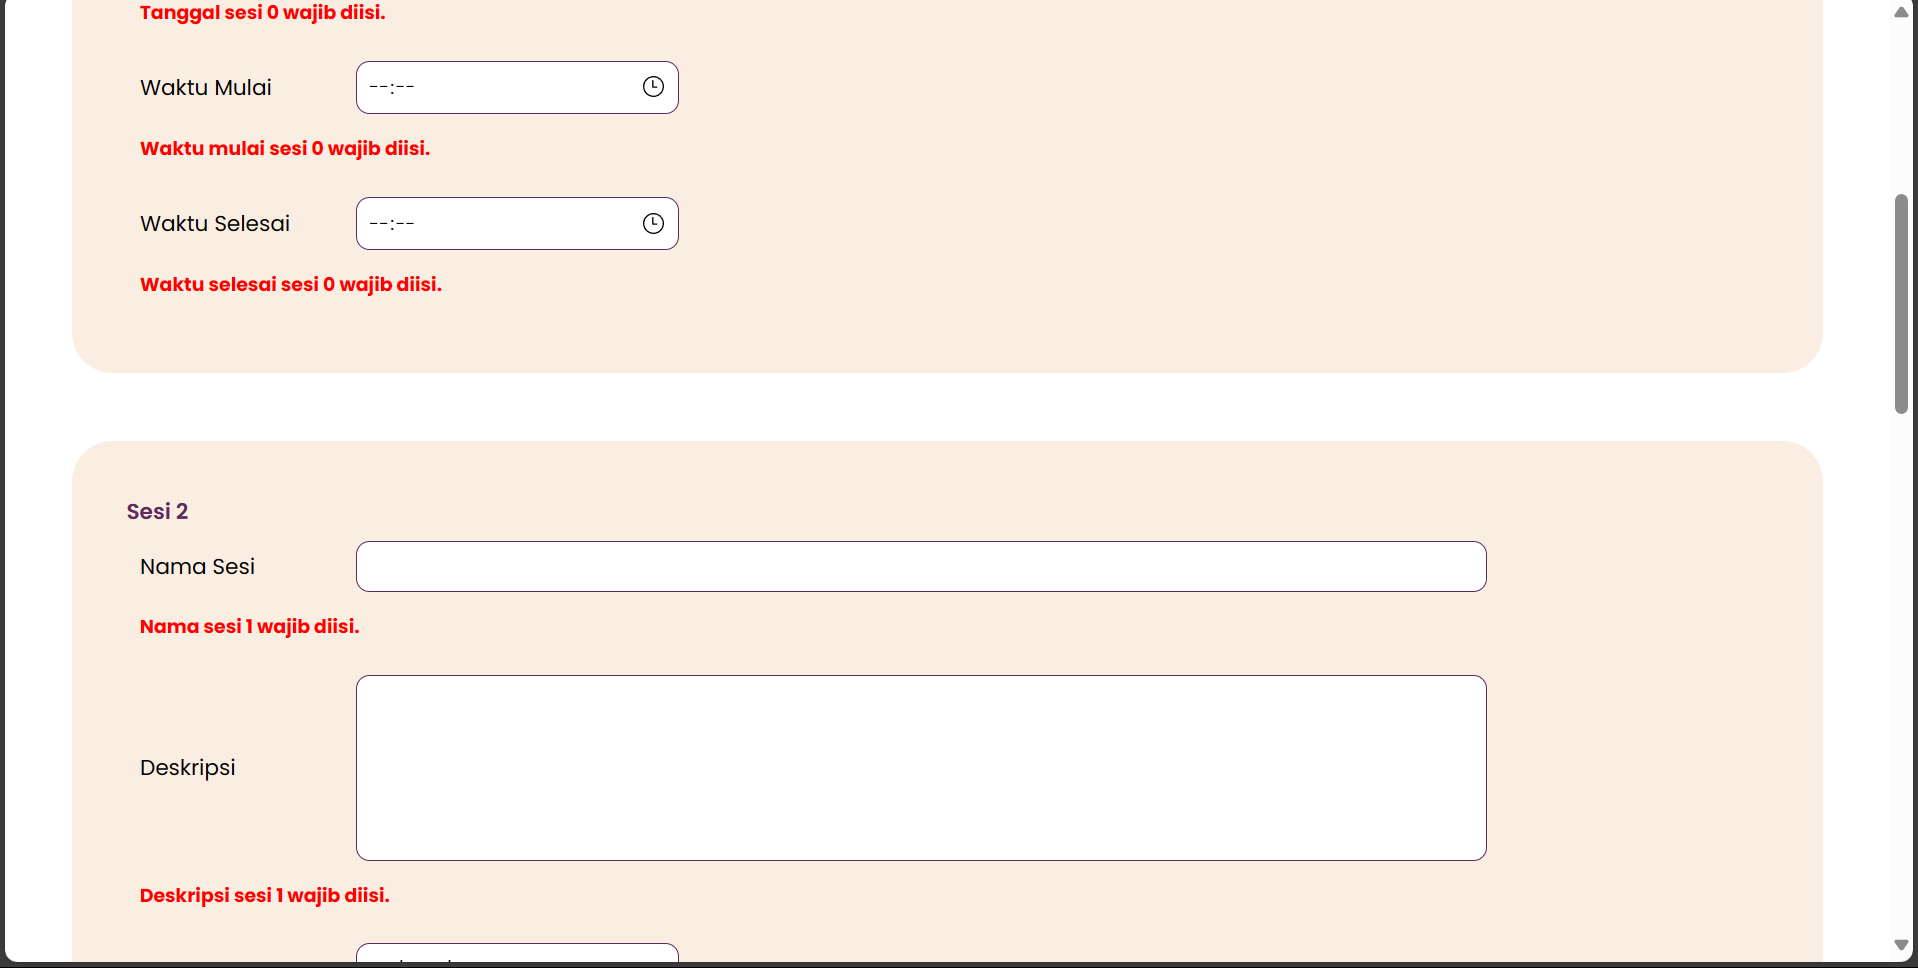 Tanggal sesi 0 wajib diisi.
Waktu Mulai
--:--
Waktu mulai sesi 0 wajib diisi.
Waktu Selesai
--:--
Waktu selesai sesi 0 wajib diisi.
Sesi 2
Nama Sesi
Nama sesi 1 wajib diisi.
Deskripsi
Deskripsi sesi 1 wajib diisi.